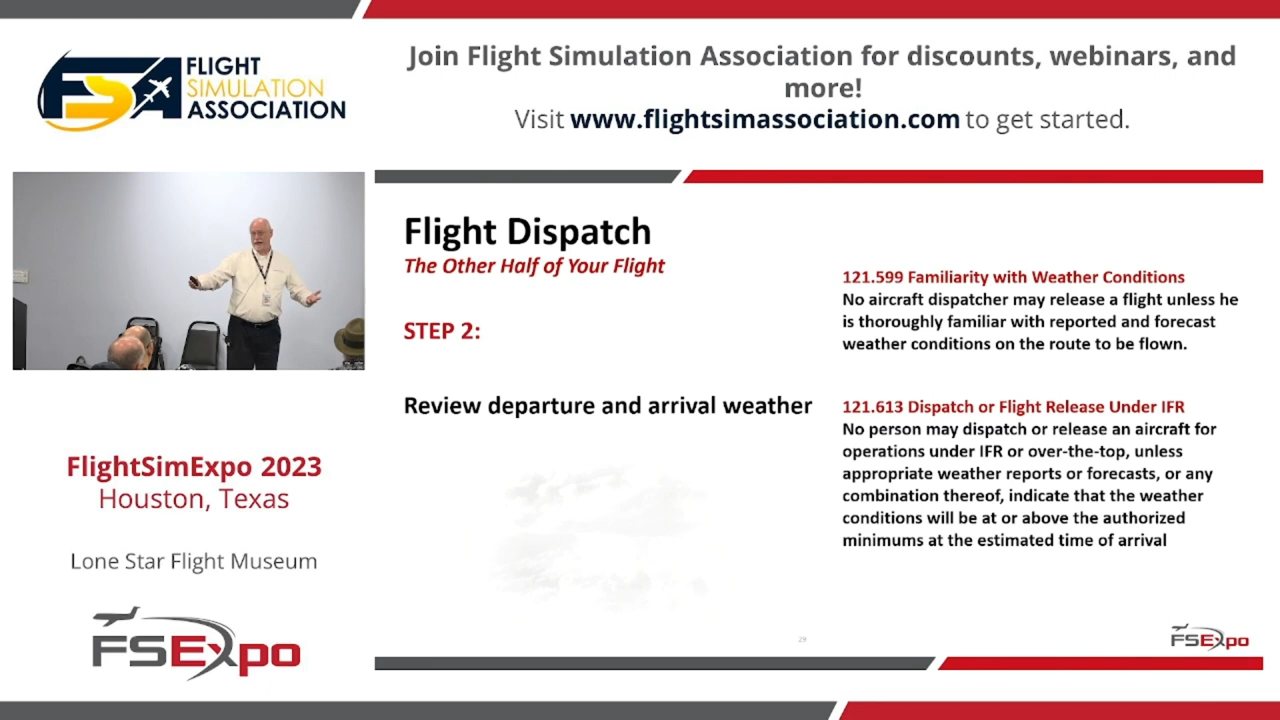 FLIGHT
SIMULATION
ASSOCIATION
FSA
Join Flight Simulation Association for discounts, webinars, and
more!
Visit www.flightsimassociation.com to get started.
Flight Dispatch
The Other Half of Your Flight
STEP 2:
Review departure and arrival weather
121.599 Familiarity with Weather Conditions
No aircraft dispatcher may release a flight unless he
is thoroughly familiar with reported and forecast
weather conditions on the route to be flown.
121.613 Dispatch or Flight Release Under IFR
No person may dispatch or release an aircraft for
operations under IFR or over-the-top, unless
appropriate weather reports or forecasts, or any
combination thereof, indicate that the weather
conditions will be at or above the authorized
minimums at the estimated time of arrival
29
FSExpo
FlightSimExpo 2023
Houston, Texas
Lone Star Flight Museum
FSExpo